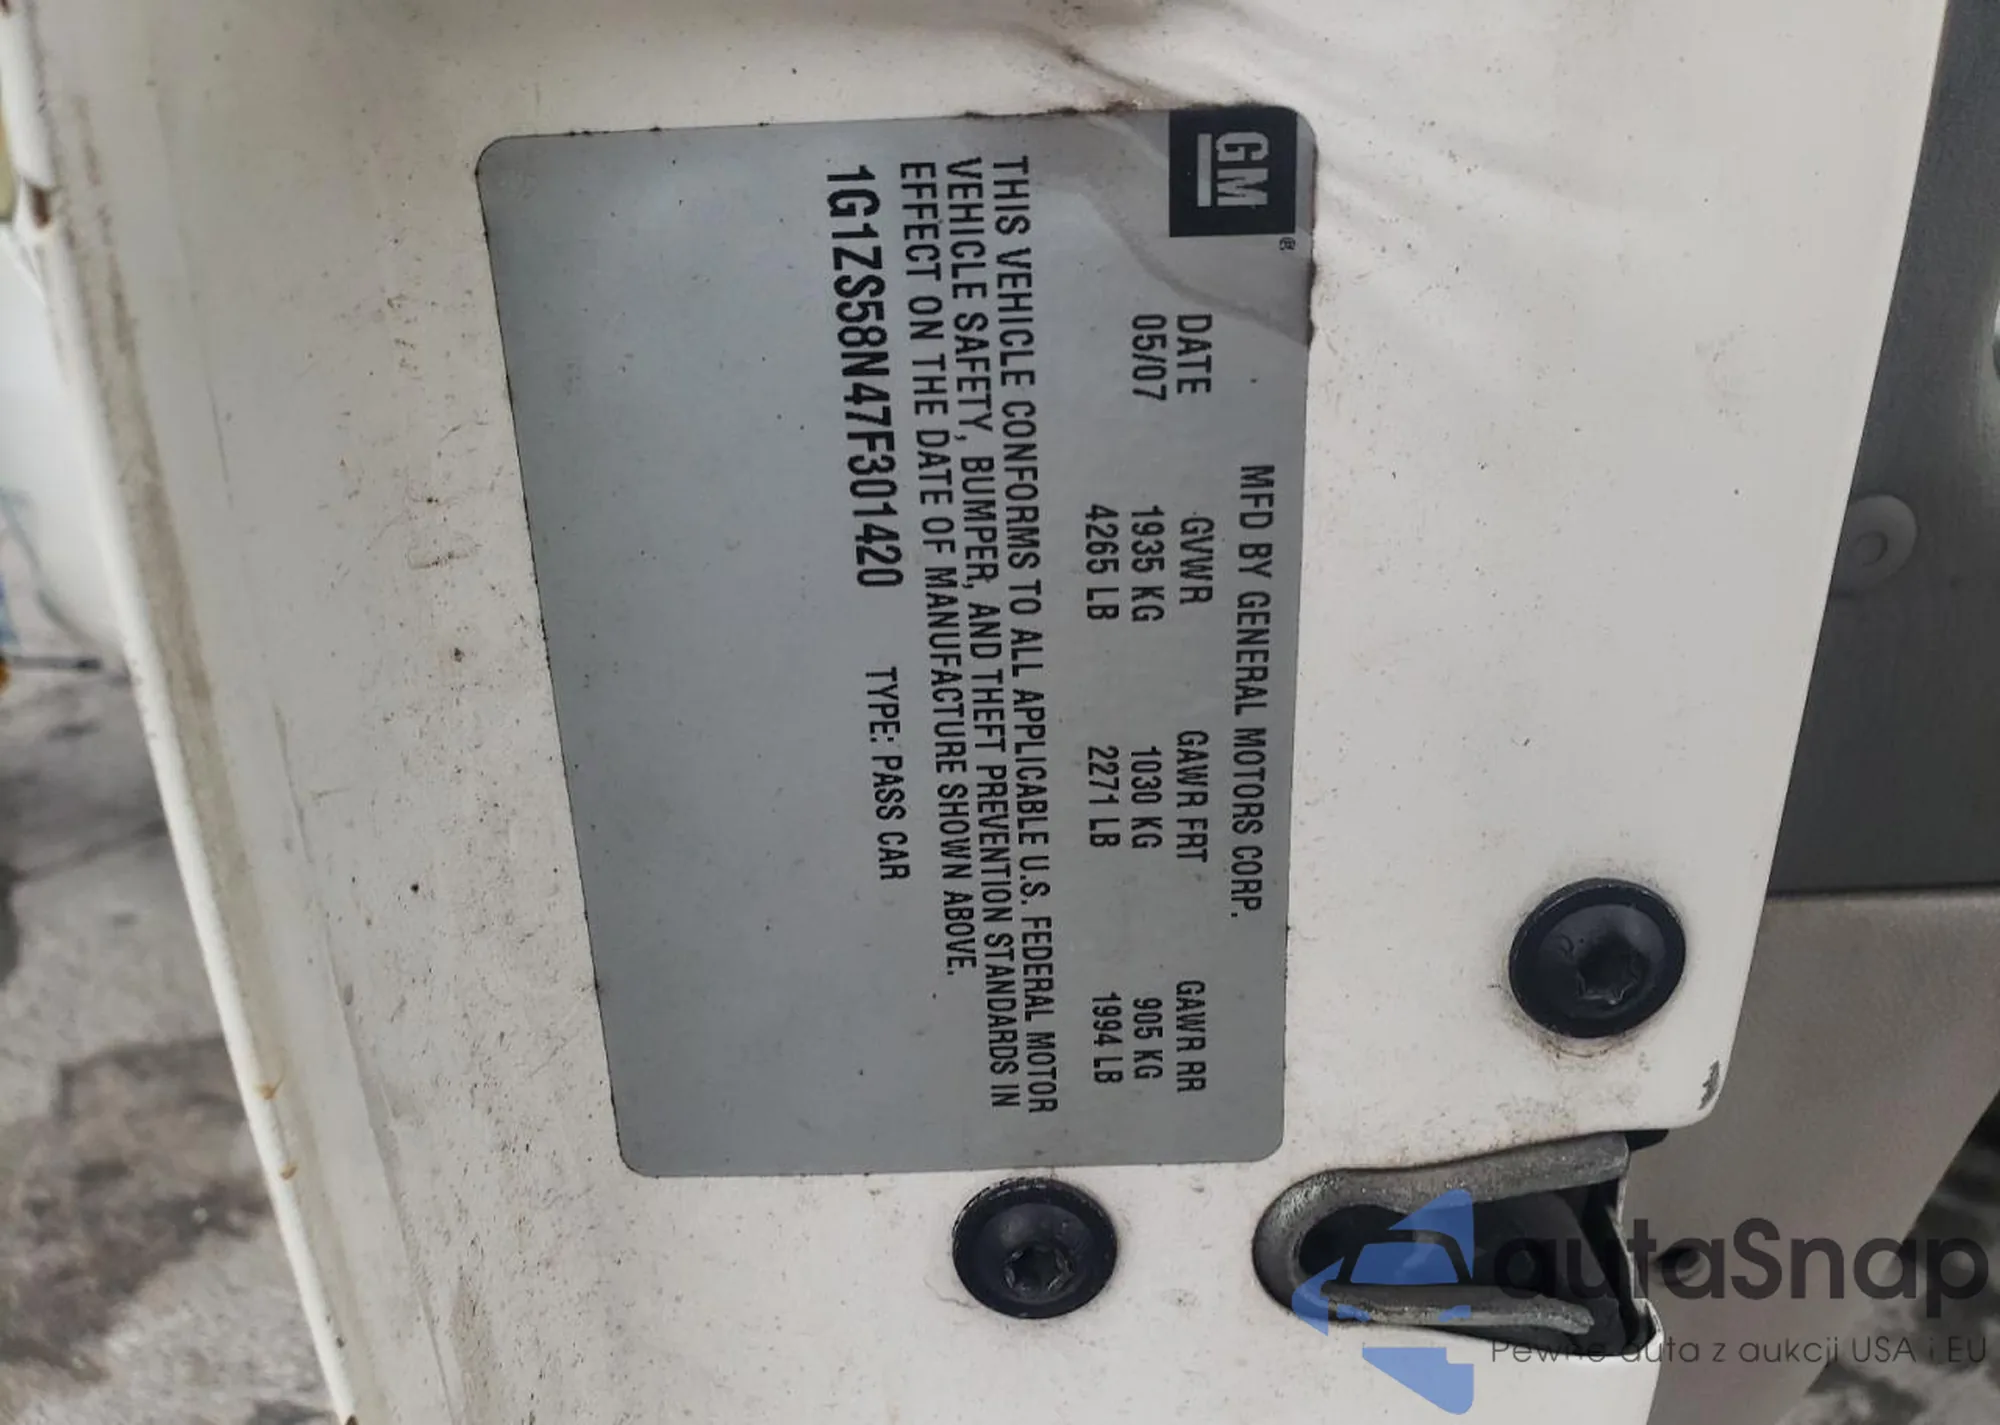 GM
®
MFD BY GENERAL MOTORS CORP.
DATE GVWR GAWR FRT GAWR RR
05/07 1935 KG 1030 KG 905 KG
4265 LB 2271 LB 1994 LB
THIS VEHICLE CONFORMS TO ALL APPLICABLE U.S. FEDERAL MOTOR
VEHICLE SAFETY, BUMPER, AND THEFT PREVENTION STANDARDS IN
EFFECT ON THE DATE OF MANUFACTURE SHOWN ABOVE.
1G1ZS58N47F301420 TYPE: PASS CAR
autaSnap
Pewne auta z aukcji USA i EU